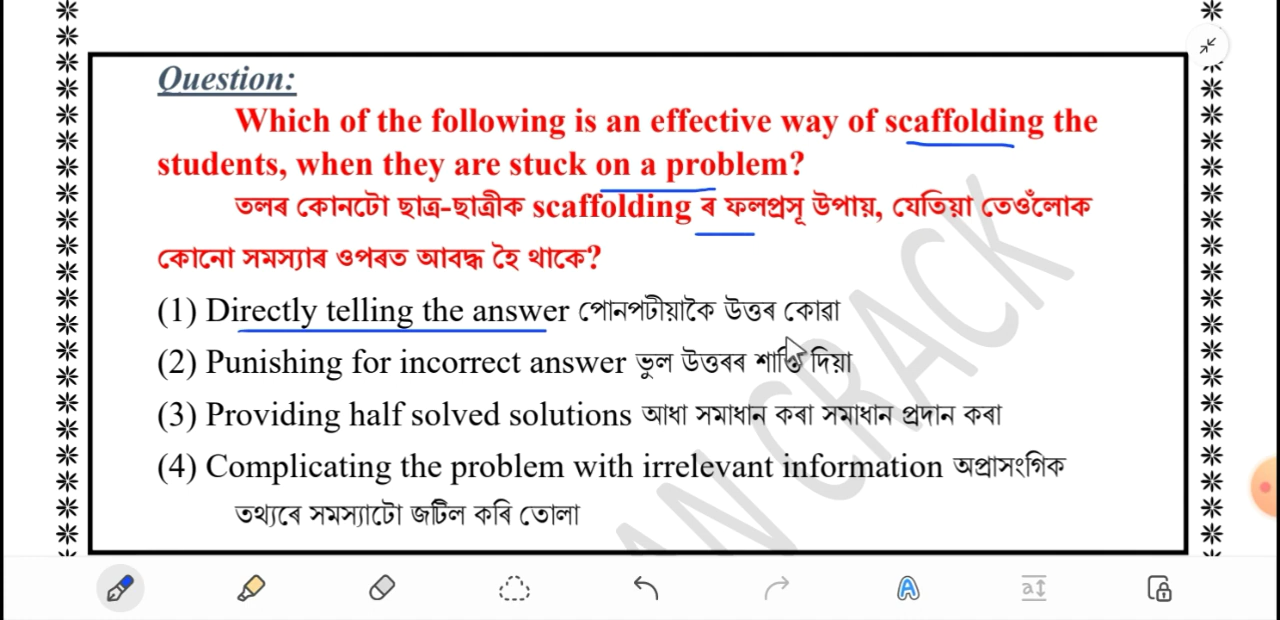 Question:
Which of the following is an effective way of scaffolding the
students, when they are stuck on a problem?
তলৰ কোনটো ছাত্ৰ-ছাত্ৰীক scaffolding ৰ ফলপ্ৰসূ উপায়, যেতিয়া তেওঁলোক
কোনো সমস্যাৰ ওপৰত আবদ্ধ হৈ থাকে?
(1) Directly telling the answer পোনপটীয়াকৈ উত্তৰ কোৱা
(2) Punishing for incorrect answer ভুল উত্তৰৰ শাস্তি দিয়া
(3) Providing half solved solutions আধা সমাধান কৰা সমাধান প্ৰদান কৰা
(4) Complicating the problem with irrelevant information অপ্ৰাসংগিক
তথ্যৰে সমস্যাটো জটিল কৰি তোলা
AN CRACK
A
a